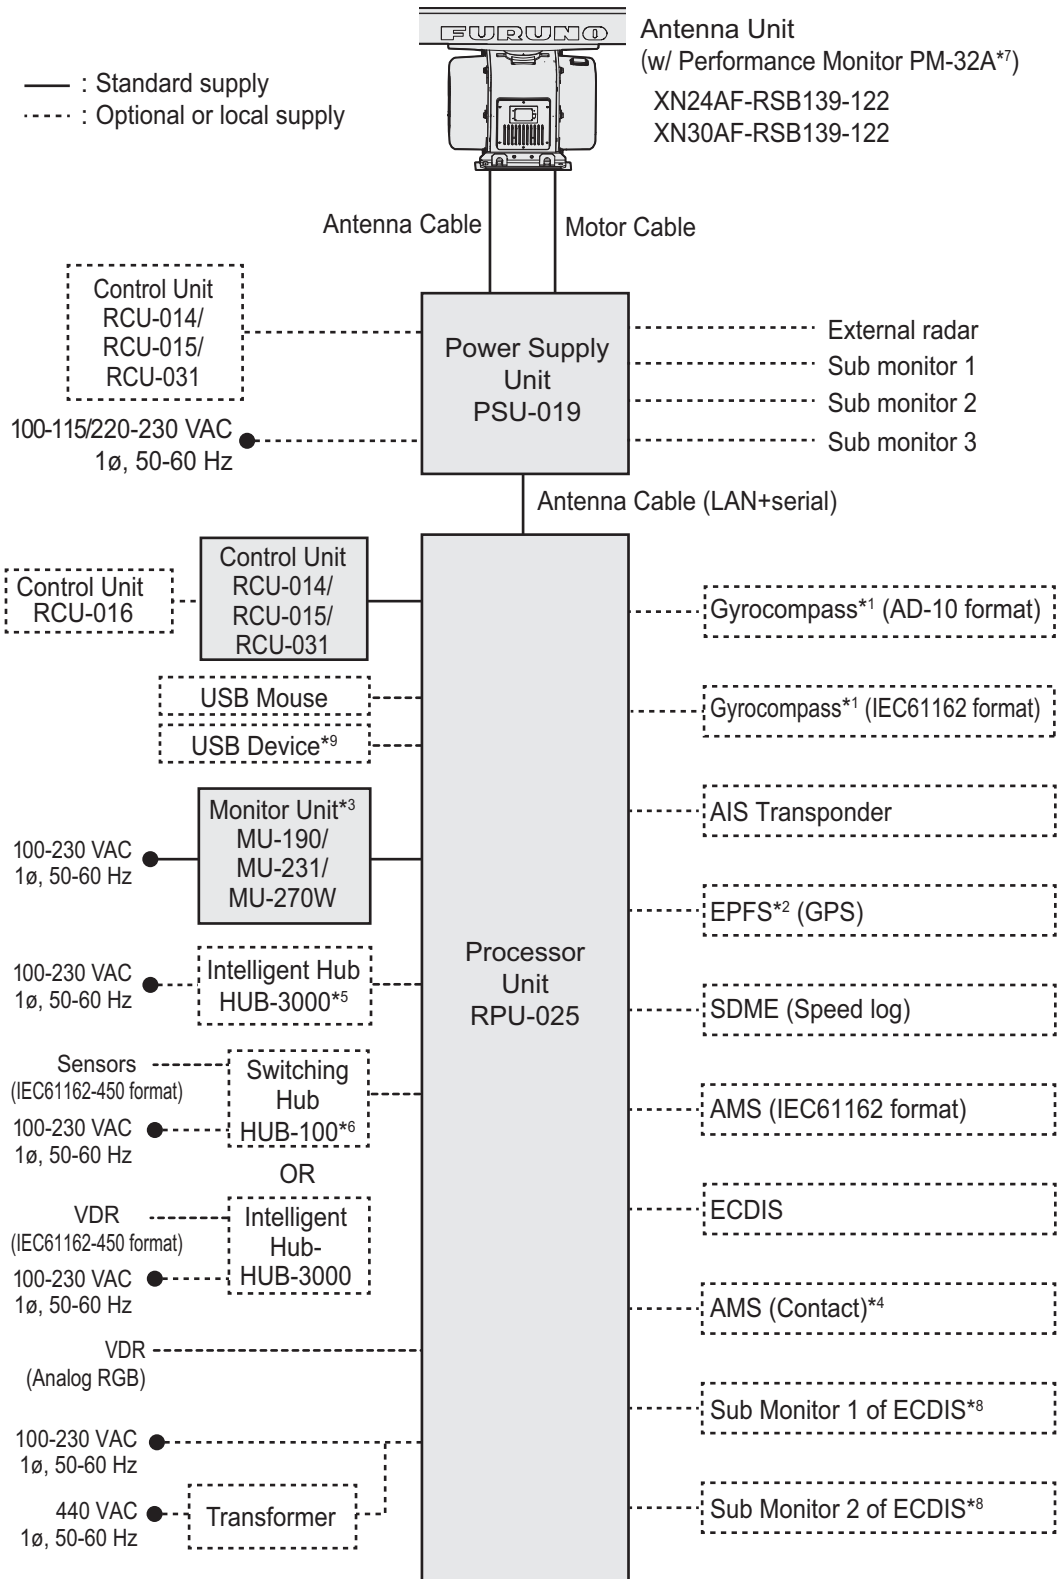 FURUNO
Antenna Unit
(w/ Performance Monitor PM-32A*7)
XN24AF-RSB139-122
XN30AF-RSB139-122
: Standard supply
: Optional or local supply
Antenna Cable
Motor Cable
Control Unit
RCU-014/
RCU-015/
RCU-031
100-115/220-230 VAC
1ø, 50-60 Hz
Power Supply
Unit
PSU-019
External radar
Sub monitor 1
Sub monitor 2
Sub monitor 3
Antenna Cable (LAN+serial)
Control Unit
RCU-016
Control Unit
RCU-014/
RCU-015/
RCU-031
USB Mouse
USB Device*9
Monitor Unit*3
MU-190/
MU-231/
MU-270W
100-230 VAC
1ø, 50-60 Hz
Intelligent Hub
HUB-3000*5
100-230 VAC
1ø, 50-60 Hz
Sensors
(IEC61162-450 format)
Switching
Hub
HUB-100*6
100-230 VAC
1ø, 50-60 Hz
OR
VDR
(IEC61162-450 format)
Intelligent
Hub-
HUB-3000
100-230 VAC
1ø, 50-60 Hz
VDR
(Analog RGB)
100-230 VAC
1ø, 50-60 Hz
440 VAC
1ø, 50-60 Hz
Transformer
Processor
Unit
RPU-025
Gyrocompass*1 (AD-10 format)
Gyrocompass*1 (IEC61162 format)
AIS Transponder
EPFS*2 (GPS)
SDME (Speed log)
AMS (IEC61162 format)
ECDIS
AMS (Contact)*4
Sub Monitor 1 of ECDIS*8
Sub Monitor 2 of ECDIS*8